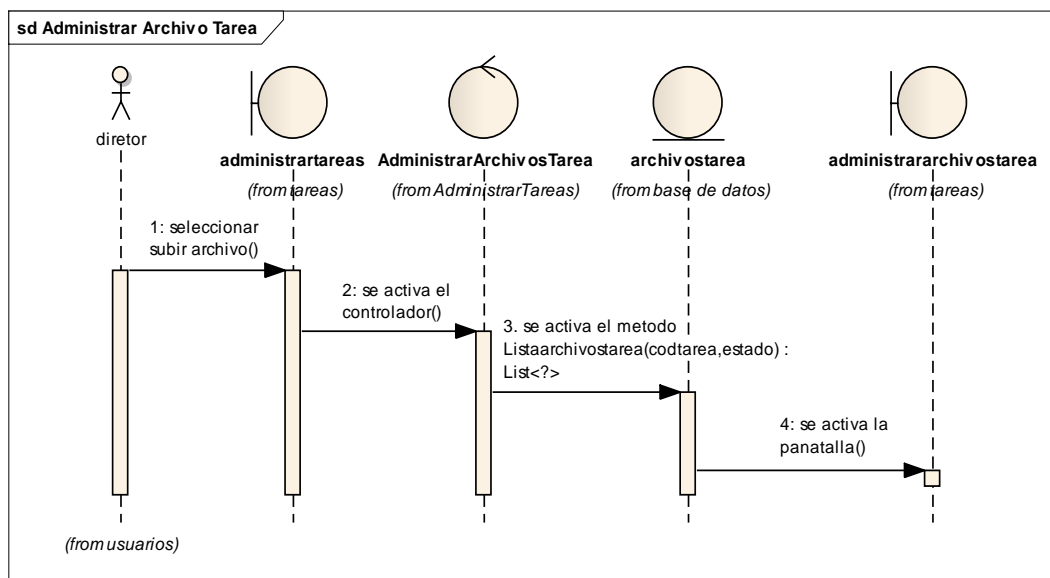 sd Administrar Archivo Tarea
diretor
administrartareas
(from tareas)
AdministrarArchivosTarea
(from AdministrarTareas)
archivostarea
(from base de datos)
administrararchivostarea
(from tareas)
1: seleccionar
subir archivo()
2: se activa el
controlador()
3. se activa el metodo
Listaarchivostarea(codtarea,estado) :
List<?>
4: se activa la
panatalla()
(from usuarios)